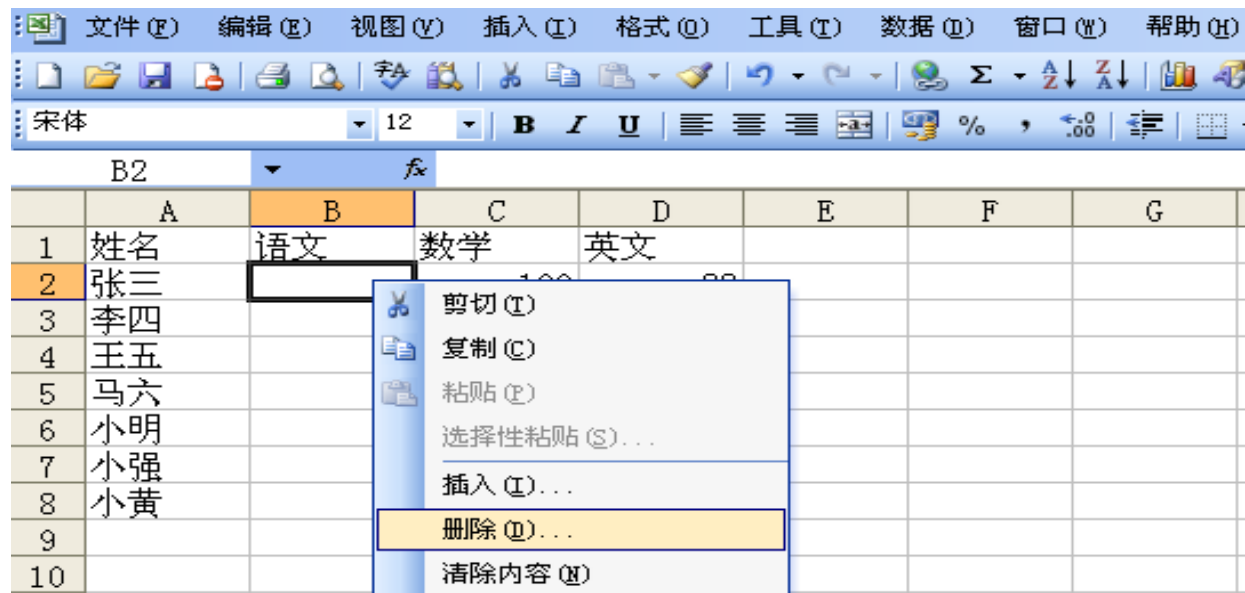 文件(F) 编辑(E) 视图(V) 插入(I) 格式(O) 工具(T) 数据(D) 窗口(W) 帮助(H)
宋体 12 B I U % ,
B2 fx
A B C D E F G
1 姓名 语文 数学 英文
2 张三
3 李四
4 王五
5 马六
6 小明
7 小强
8 小黄
9
10
剪切(T)
复制(C)
粘贴(P)
选择性粘贴(S)...
插入(I)...
删除(D)...
清除内容(N)